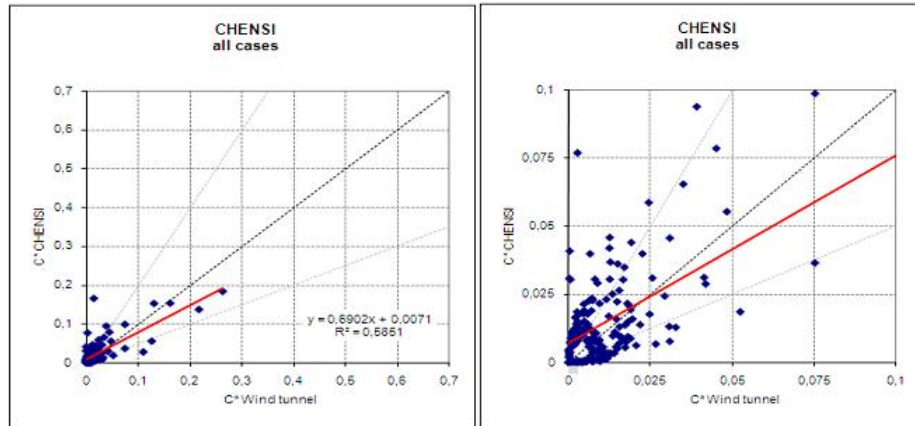 CHENSI
all cases
0,7
0,6
0,5
0,4
0,3
0,2
0,1
0
C* CHENSI
y = 0,6902x + 0,0071
R² = 0,6851
0 0,1 0,2 0,3 0,4 0,5 0,6 0,7
C* Wind tunnel
CHENSI
all cases
0,1
0,075
0,05
0,025
0
C* CHENSI
0 0,025 0,05 0,075 0,1
C* Wind tunnel